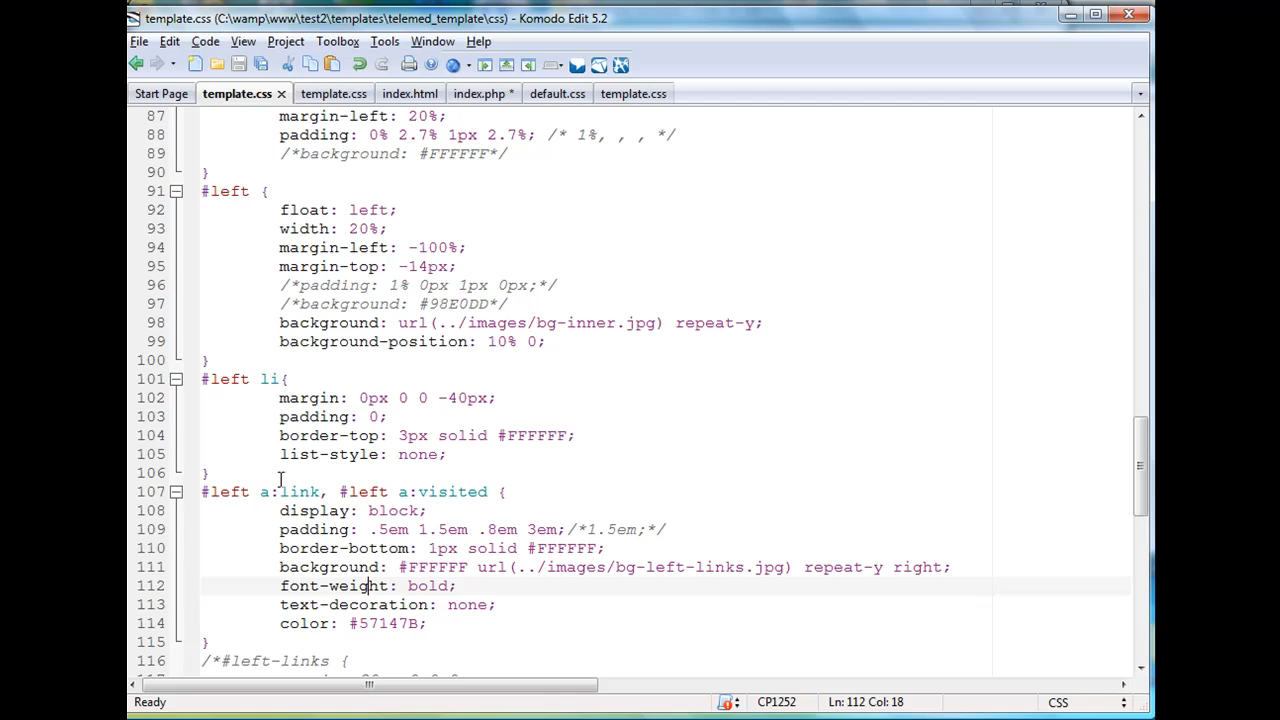 template.css (C:\wamp\www\test2\templates\telemed_template\css) - Komodo Edit 5.2
File Edit Code View Project Toolbox Tools Window Help
Start Page template.css template.css index.html index.php * default.css template.css
87 margin-left: 20%;
88 padding: 0% 2.7% 1px 2.7%; /* 1%, , , */
89 /*background: #FFFFFF*/
90 }
91 #left {
92 float: left;
93 width: 20%;
94 margin-left: -100%;
95 margin-top: -14px;
96 /*padding: 1% 0px 1px 0px;*/
97 /*background: #98E0DD*/
98 background: url(../images/bg-inner.jpg) repeat-y;
99 background-position: 10% 0;
100 }
101 #left li{
102 margin: 0px 0 0 -40px;
103 padding: 0;
104 border-top: 3px solid #FFFFFF;
105 list-style: none;
106 }
107 #left a:link, #left a:visited {
108 display: block;
109 padding: .5em 1.5em .8em 3em;/*1.5em;*/
110 border-bottom: 1px solid #FFFFFF;
111 background: #FFFFFF url(../images/bg-left-links.jpg) repeat-y right;
112 font-weight: bold;
113 text-decoration: none;
114 color: #57147B;
115 }
116 /*#left-links {
Ready CP1252 Ln: 112 Col: 18 CSS